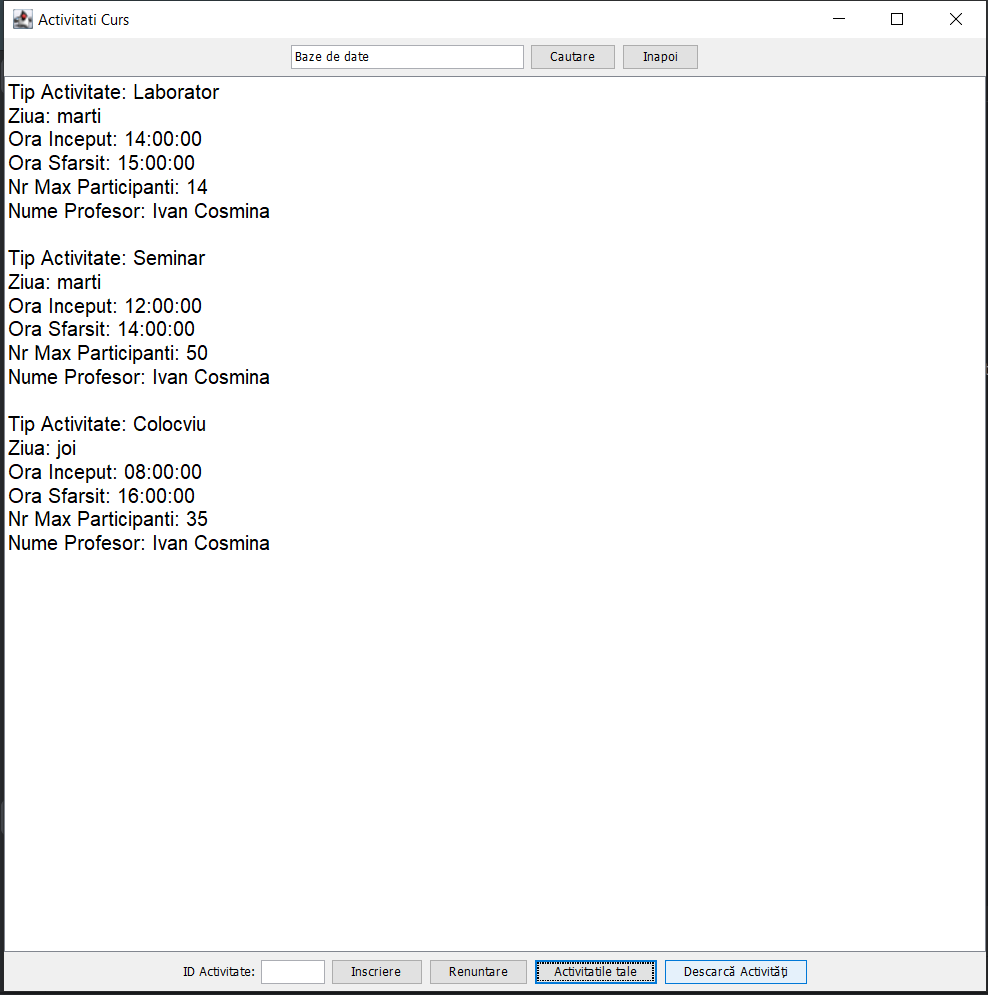 Activitati Curs
Baze de date Cautare Inapoi
Tip Activitate: Laborator
Ziua: marti
Ora Inceput: 14:00:00
Ora Sfarsit: 15:00:00
Nr Max Participanti: 14
Nume Profesor: Ivan Cosmina
Tip Activitate: Seminar
Ziua: marti
Ora Inceput: 12:00:00
Ora Sfarsit: 14:00:00
Nr Max Participanti: 50
Nume Profesor: Ivan Cosmina
Tip Activitate: Colocviu
Ziua: joi
Ora Inceput: 08:00:00
Ora Sfarsit: 16:00:00
Nr Max Participanti: 35
Nume Profesor: Ivan Cosmina
ID Activitate: Inscriere Renuntare Activitatile tale Descarcă Activități